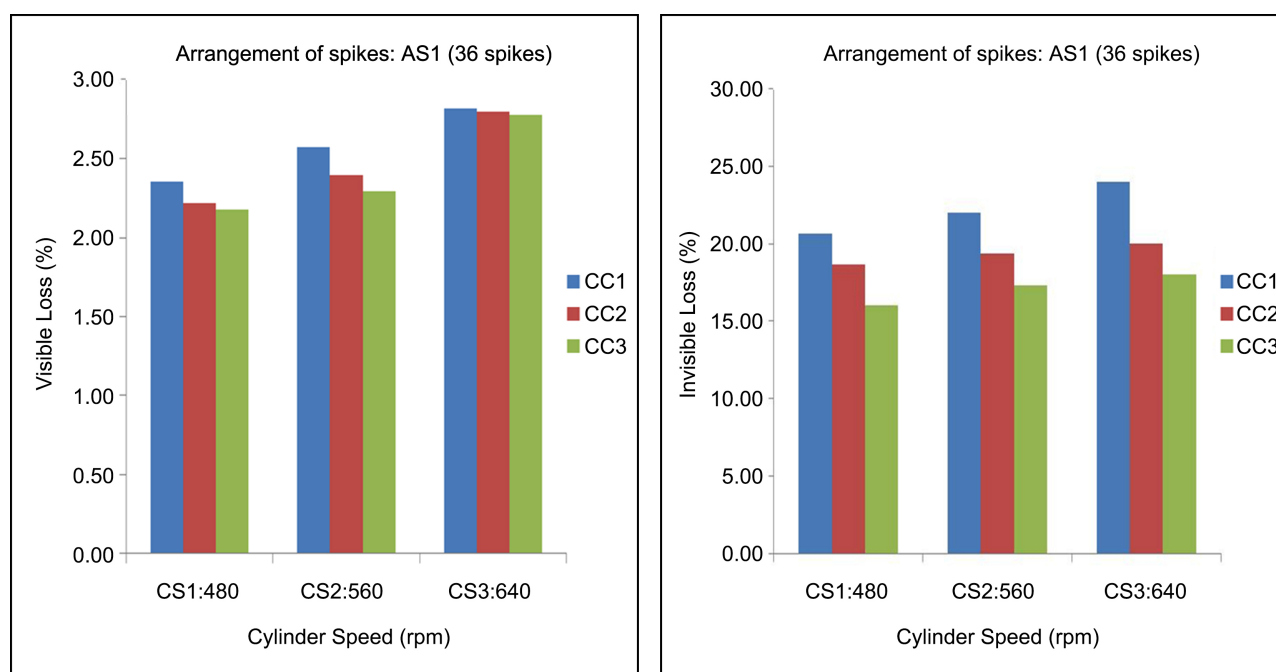 Arrangement of spikes: AS1 (36 spikes)
Visible Loss (%)
3.00
2.50
2.00
1.50
1.00
0.50
0.00
CC1
CC2
CC3
CS1:480 CS2:560 CS3:640
Cylinder Speed (rpm)
Arrangement of spikes: AS1 (36 spikes)
Invisible Loss (%)
30.00
25.00
20.00
15.00
10.00
5.00
0.00
CC1
CC2
CC3
CS1:480 CS2:560 CS3:640
Cylinder Speed (rpm)